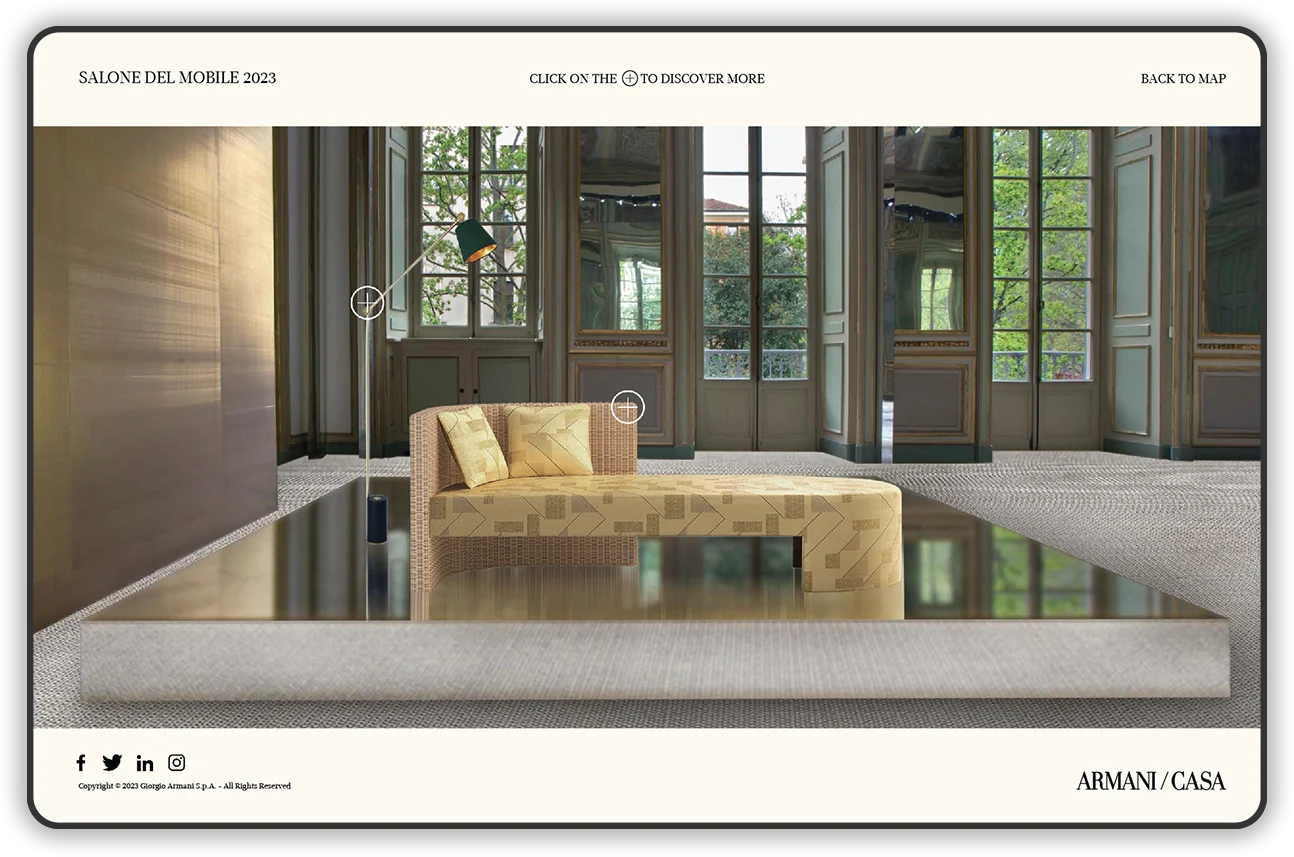 SALONE DEL MOBILE 2023
CLICK ON THE ⊕ TO DISCOVER MORE
BACK TO MAP
Copyright © 2023 Giorgio Armani S.p.A. - All Rights Reserved
ARMANI / CASA